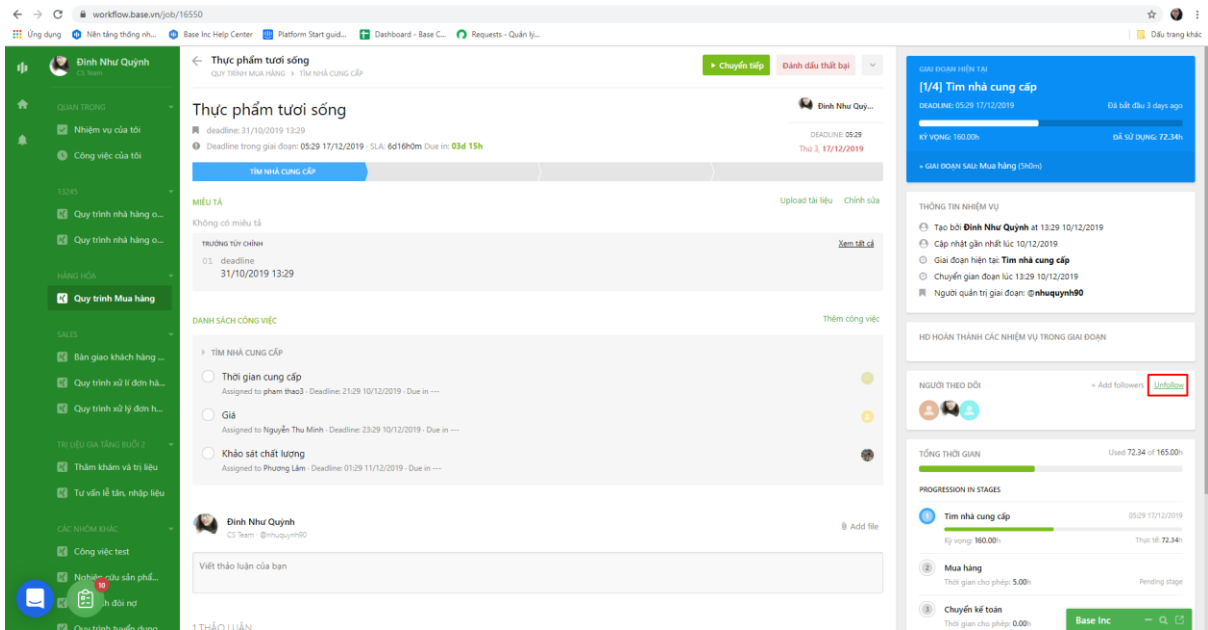 workflow.base.vn/job/16550
Ứng dụng
Nền tảng thống nh...
Base Inc Help Center
Platform Start guid...
Dashboard - Base C...
Requests - Quản lý...
Dấu trang khác
Đinh Như Quỳnh
CS Team
QUAN TRỌNG
Nhiệm vụ của tôi
Công việc của tôi
13245
Quy trình nhà hàng o...
Quy trình nhà hàng o...
HÀNG HÓA
Quy trình Mua hàng
SALES
Bàn giao khách hàng ...
Quy trình xử lí đơn hà...
Quy trình xử lý đơn h...
TRỊ LIỆU GIA TĂNG BUỔI 2
Thăm khám và trị liệu
Tư vấn lễ tân, nhập liệu
CÁC NHÓM KHÁC
Công việc test
10
Thực phẩm tươi sống
QUY TRÌNH MUA HÀNG > TÌM NHÀ CUNG CẤP
Chuyển tiếp
Đánh dấu thất bại
Thực phẩm tươi sống
deadline: 31/10/2019 13:29
Deadline trong giai đoạn: 05:29 17/12/2019 · SLA: 6d16h0m Due in: 03d 15h
Đinh Như Quỳ...
DEADLINE: 05:29
Thứ 3, 17/12/2019
TÌM NHÀ CUNG CẤP
MIÊU TẢ
Upload tài liệu
Chỉnh sửa
Không có miêu tả
TRƯỜNG TÙY CHỈNH
Xem tất cả
01 deadline
31/10/2019 13:29
DANH SÁCH CÔNG VIỆC
Thêm công việc
TÌM NHÀ CUNG CẤP
Thời gian cung cấp
Assigned to pham thao3 · Deadline: 21:29 10/12/2019 · Due in ---
Giá
Assigned to Nguyễn Thu Minh · Deadline: 23:29 10/12/2019 · Due in ---
Khảo sát chất lượng
Assigned to Phương Lâm · Deadline: 01:29 11/12/2019 · Due in ---
Đinh Như Quỳnh
CS Team · @nhuquynh90
Add file
Viết thảo luận của bạn
1 THẢO LUẬN
GIAI ĐOẠN HIỆN TẠI
[1/4] Tìm nhà cung cấp
DEADLINE: 05:29 17/12/2019
Đã bắt đầu 3 days ago
KỲ VỌNG: 160.00h
ĐÃ SỬ DỤNG: 72.34h
» GIAI ĐOẠN SAU: Mua hàng (5h0m)
THÔNG TIN NHIỆM VỤ
Tạo bởi Đinh Như Quỳnh at 13:29 10/12/2019
Cập nhật gần nhất lúc 10/12/2019
Giai đoạn hiện tại: Tìm nhà cung cấp
Chuyển gian đoạn lúc 13:29 10/12/2019
Người quản trị giai đoạn: @nhuquynh90
HD HOÀN THÀNH CÁC NHIỆM VỤ TRONG GIAI ĐOẠN
NGƯỜI THEO DÕI
+ Add followers
Unfollow
TỔNG THỜI GIAN
Used 72.34 of 165.00h
PROGRESSION IN STAGES
1 Tìm nhà cung cấp
05:29 17/12/2019
Kỳ vọng: 160.00h
Thực tế: 72.34h
2 Mua hàng
Thời gian cho phép: 5.00h
Pending stage
3 Chuyển kế toán
Thời gian cho phép: 0.00h
Base Inc